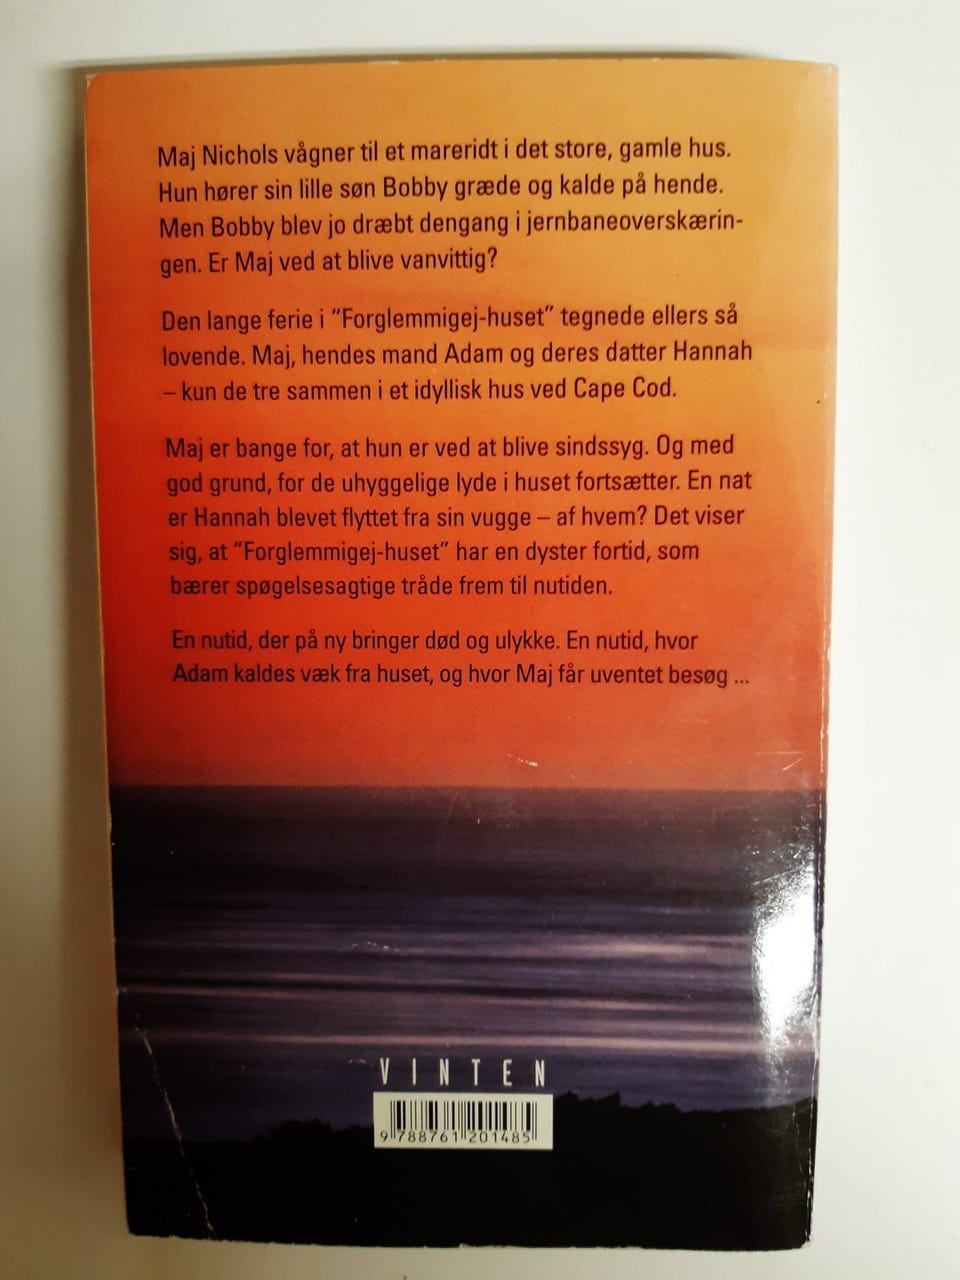 Maj Nichols vågner til et mareridt i det store, gamle hus.
Hun hører sin lille søn Bobby græde og kalde på hende.
Men Bobby blev jo dræbt dengang i jernbaneoverskærin-
gen. Er Maj ved at blive vanvittig?
Den lange ferie i "Forglemmigej-huset" tegnede ellers så
lovende. Maj, hendes mand Adam og deres datter Hannah
– kun de tre sammen i et idyllisk hus ved Cape Cod.
Maj er bange for, at hun er ved at blive sindssyg. Og med
god grund, for de uhyggelige lyde i huset fortsætter. En nat
er Hannah blevet flyttet fra sin vugge – af hvem? Det viser
sig, at "Forglemmigej-huset" har en dyster fortid, som
bærer spøgelsesagtige tråde frem til nutiden.
En nutid, der på ny bringer død og ulykke. En nutid, hvor
Adam kaldes væk fra huset, og hvor Maj får uventet besøg ...
VINTEN
9 788761 201485